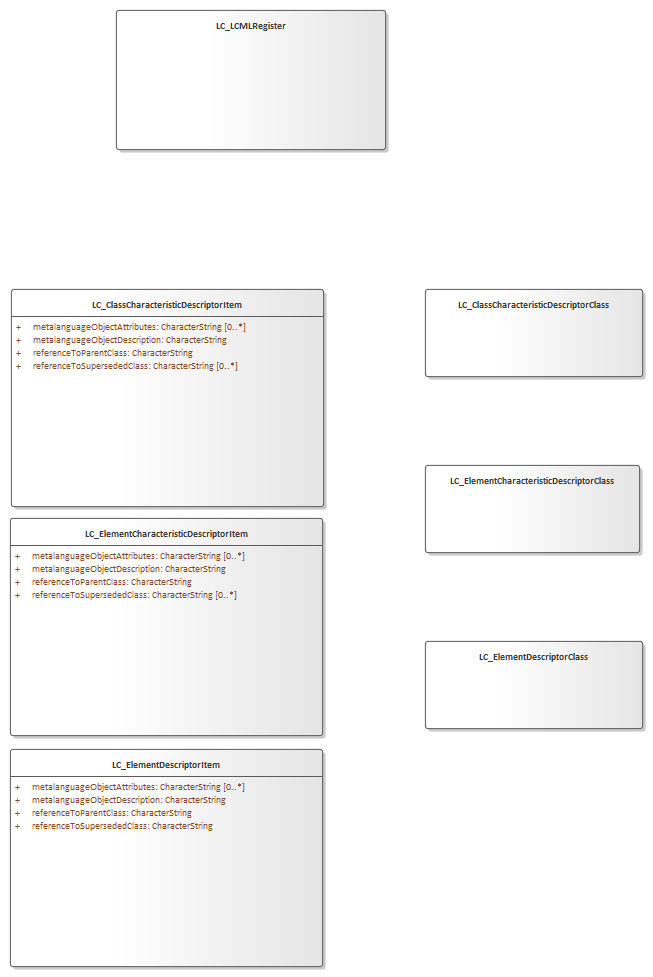 LC_LCMLRegister
LC_ClassCharacteristicDescriptorItem
+ metalanguageObjectAttributes: CharacterString [0..*]
+ metalanguageObjectDescription: CharacterString
+ referenceToParentClass: CharacterString
+ referenceToSupersededClass: CharacterString [0..*]
LC_ClassCharacteristicDescriptorClass
LC_ElementCharacteristicDescriptorClass
LC_ElementCharacteristicDescriptorItem
+ metalanguageObjectAttributes: CharacterString [0..*]
+ metalanguageObjectDescription: CharacterString
+ referenceToParentClass: CharacterString
+ referenceToSupersededClass: CharacterString [0..*]
LC_ElementDescriptorClass
LC_ElementDescriptorItem
+ metalanguageObjectAttributes: CharacterString [0..*]
+ metalanguageObjectDescription: CharacterString
+ referenceToParentClass: CharacterString
+ referenceToSupersededClass: CharacterString